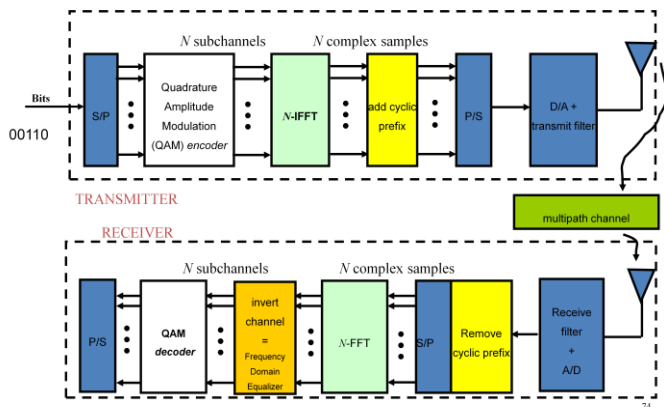 N subchannels
N complex samples
Bits
00110
S/P
Quadrature
Amplitude
Modulation
(QAM) encoder
N-IFFT
add cyclic
prefix
P/S
D/A +
transmit filter
TRANSMITTER
multipath channel
RECEIVER
N subchannels
N complex samples
P/S
QAM
decoder
invert
channel
=
Frequency
Domain
Equalizer
N-FFT
S/P
Remove
cyclic prefix
Receive
filter
+
A/D
74